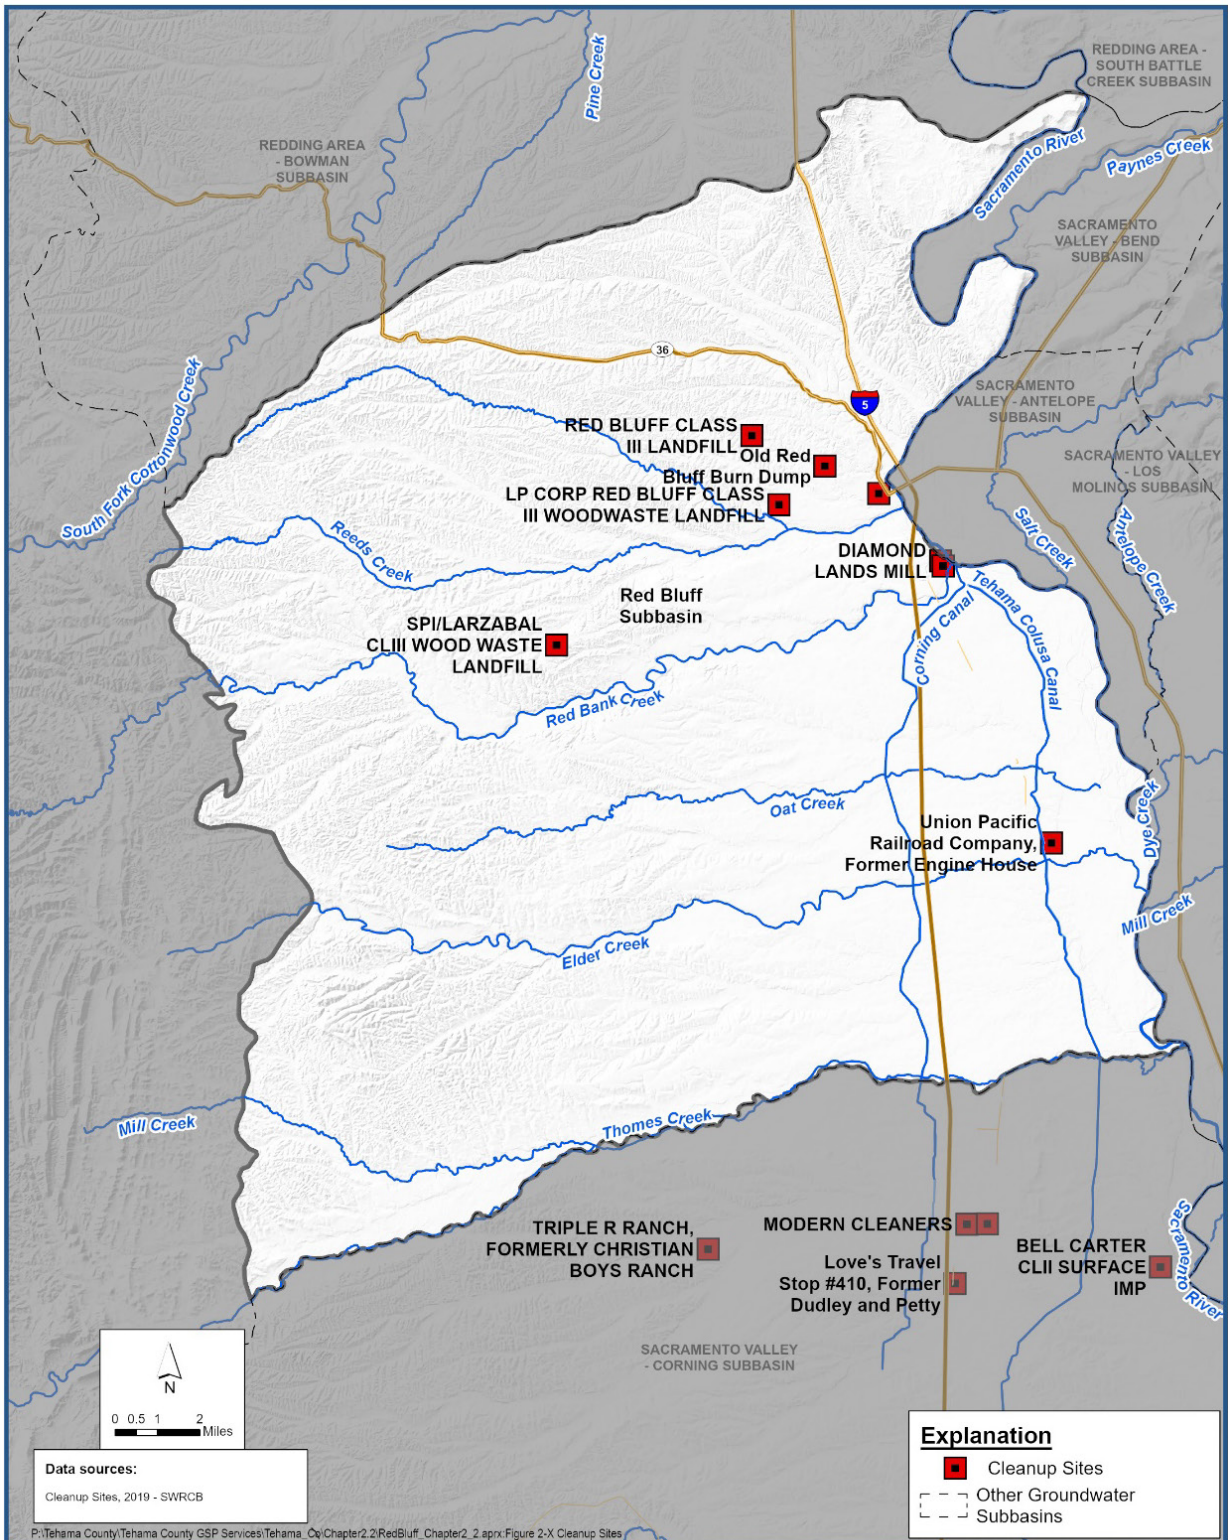 REDDING AREA -
SOUTH BATTLE
CREEK SUBBASIN
Pine Creek
REDDING AREA
- BOWMAN
SUBBASIN
Sacramento River
Paynes Creek
SACRAMENTO
VALLEY - BEND
SUBBASIN
36
5
South Fork Cottonwood Creek
SACRAMENTO
VALLEY - ANTELOPE
SUBBASIN
RED BLUFF CLASS
III LANDFILL
Old Red
Bluff Burn Dump
SACRAMENTO VALLEY
- LOS
MOLINOS SUBBASIN
LP CORP RED BLUFF CLASS
III WOODWASTE LANDFILL
Reeds Creek
Salt Creek
Antelope Creek
DIAMOND
LANDS MILL
Red Bluff
Subbasin
Corning Canal
Tehama Colusa Canal
SPI/LARZABAL
CLIII WOOD WASTE
LANDFILL
Red Bank Creek
Oat Creek
Union Pacific
Railroad Company,
Former Engine House
Dye Creek
Mill Creek
Elder Creek
Mill Creek
Thomes Creek
TRIPLE R RANCH,
FORMERLY CHRISTIAN
BOYS RANCH
MODERN CLEANERS
Love's Travel
Stop #410, Former
Dudley and Petty
BELL CARTER
CLII SURFACE
IMP
Sacramento River
SACRAMENTO VALLEY
- CORNING SUBBASIN
N
0 0.5 1 2
Miles
Data sources:
Cleanup Sites, 2019 - SWRCB
Explanation
Cleanup Sites
Other Groundwater
Subbasins
P:\Tehama County\Tehama County GSP Services\Tehama_Co\Chapter2.2\RedBluff_Chapter2_2.aprx:Figure 2-X Cleanup Sites